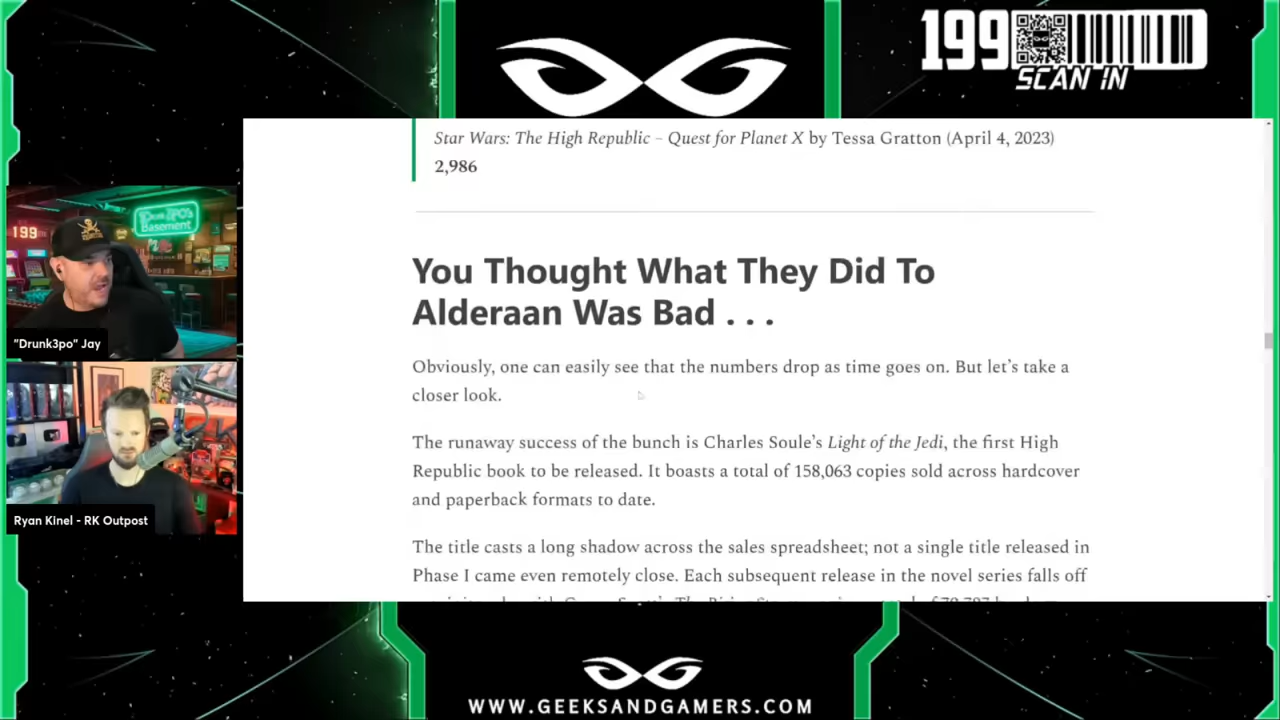 199
SCAN IN
Star Wars: The High Republic – Quest for Planet X by Tessa Gratton (April 4, 2023)
2,986
You Thought What They Did To
Alderaan Was Bad . . .
Obviously, one can easily see that the numbers drop as time goes on. But let’s take a
closer look.
The runaway success of the bunch is Charles Soule’s Light of the Jedi, the first High
Republic book to be released. It boasts a total of 158,063 copies sold across hardcover
and paperback formats to date.
The title casts a long shadow across the sales spreadsheet; not a single title released in
Phase I came even remotely close. Each subsequent release in the novel series falls off
199
Basement
"Drunk3po" Jay
Ryan Kinel - RK Outpost
WWW.GEEKSANDGAMERS.COM